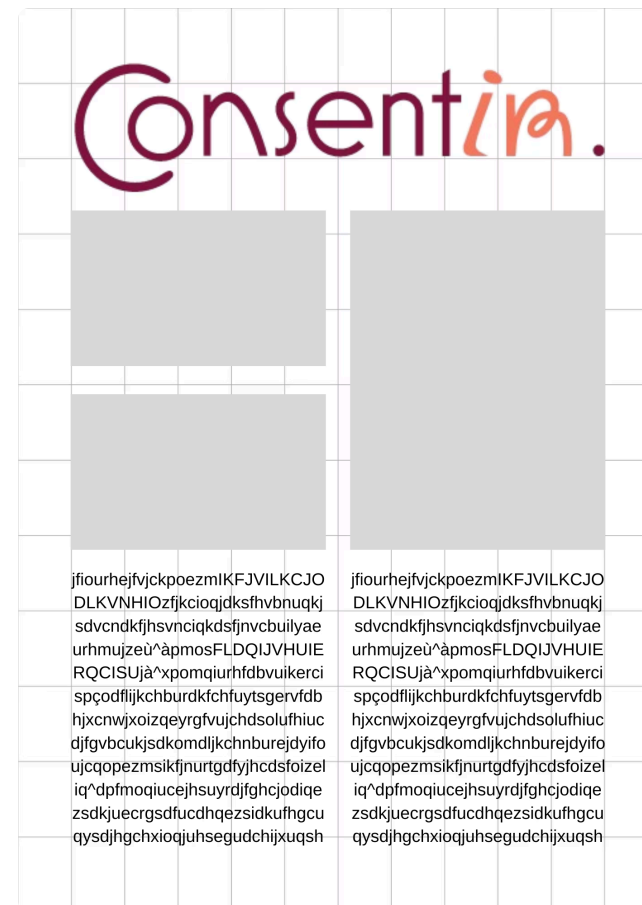 Consentin.
jfiourhejfvjckpoezmIKFJVILKCJO
DLKVNHIOzfjkcioqjdksfhvbnuqkj
sdvcndkfjhsvnciqkdsfjnvcbuilyae
urhmujzeù^àpmosFLDQIJVHUIE
RQCISUjà^xpomqiurhfdbvuikerci
spçodflijkchburdkfchfuytsgervfdb
hjxcnwjxoizqeyrgfvujchdsolufhiuc
djfgvbcukjsdkomdljkchnburejdyifo
ujcqopezmsikfjnurtgdfyjhcdsfoizel
iq^dpfmoqiucejhsuyrdjfghcjodiqe
zsdkjuecrgsdfucdhqezsidkufhgcu
qysdjhgchxioqjuhsegudchijxuqsh
jfiourhejfvjckpoezmIKFJVILKCJO
DLKVNHIOzfjkcioqjdksfhvbnuqkj
sdvcndkfjhsvnciqkdsfjnvcbuilyae
urhmujzeù^àpmosFLDQIJVHUIE
RQCISUjà^xpomqiurhfdbvuikerci
spçodflijkchburdkfchfuytsgervfdb
hjxcnwjxoizqeyrgfvujchdsolufhiuc
djfgvbcukjsdkomdljkchnburejdyifo
ujcqopezmsikfjnurtgdfyjhcdsfoizel
iq^dpfmoqiucejhsuyrdjfghcjodiqe
zsdkjuecrgsdfucdhqezsidkufhgcu
qysdjhgchxioqjuhsegudchijxuqsh